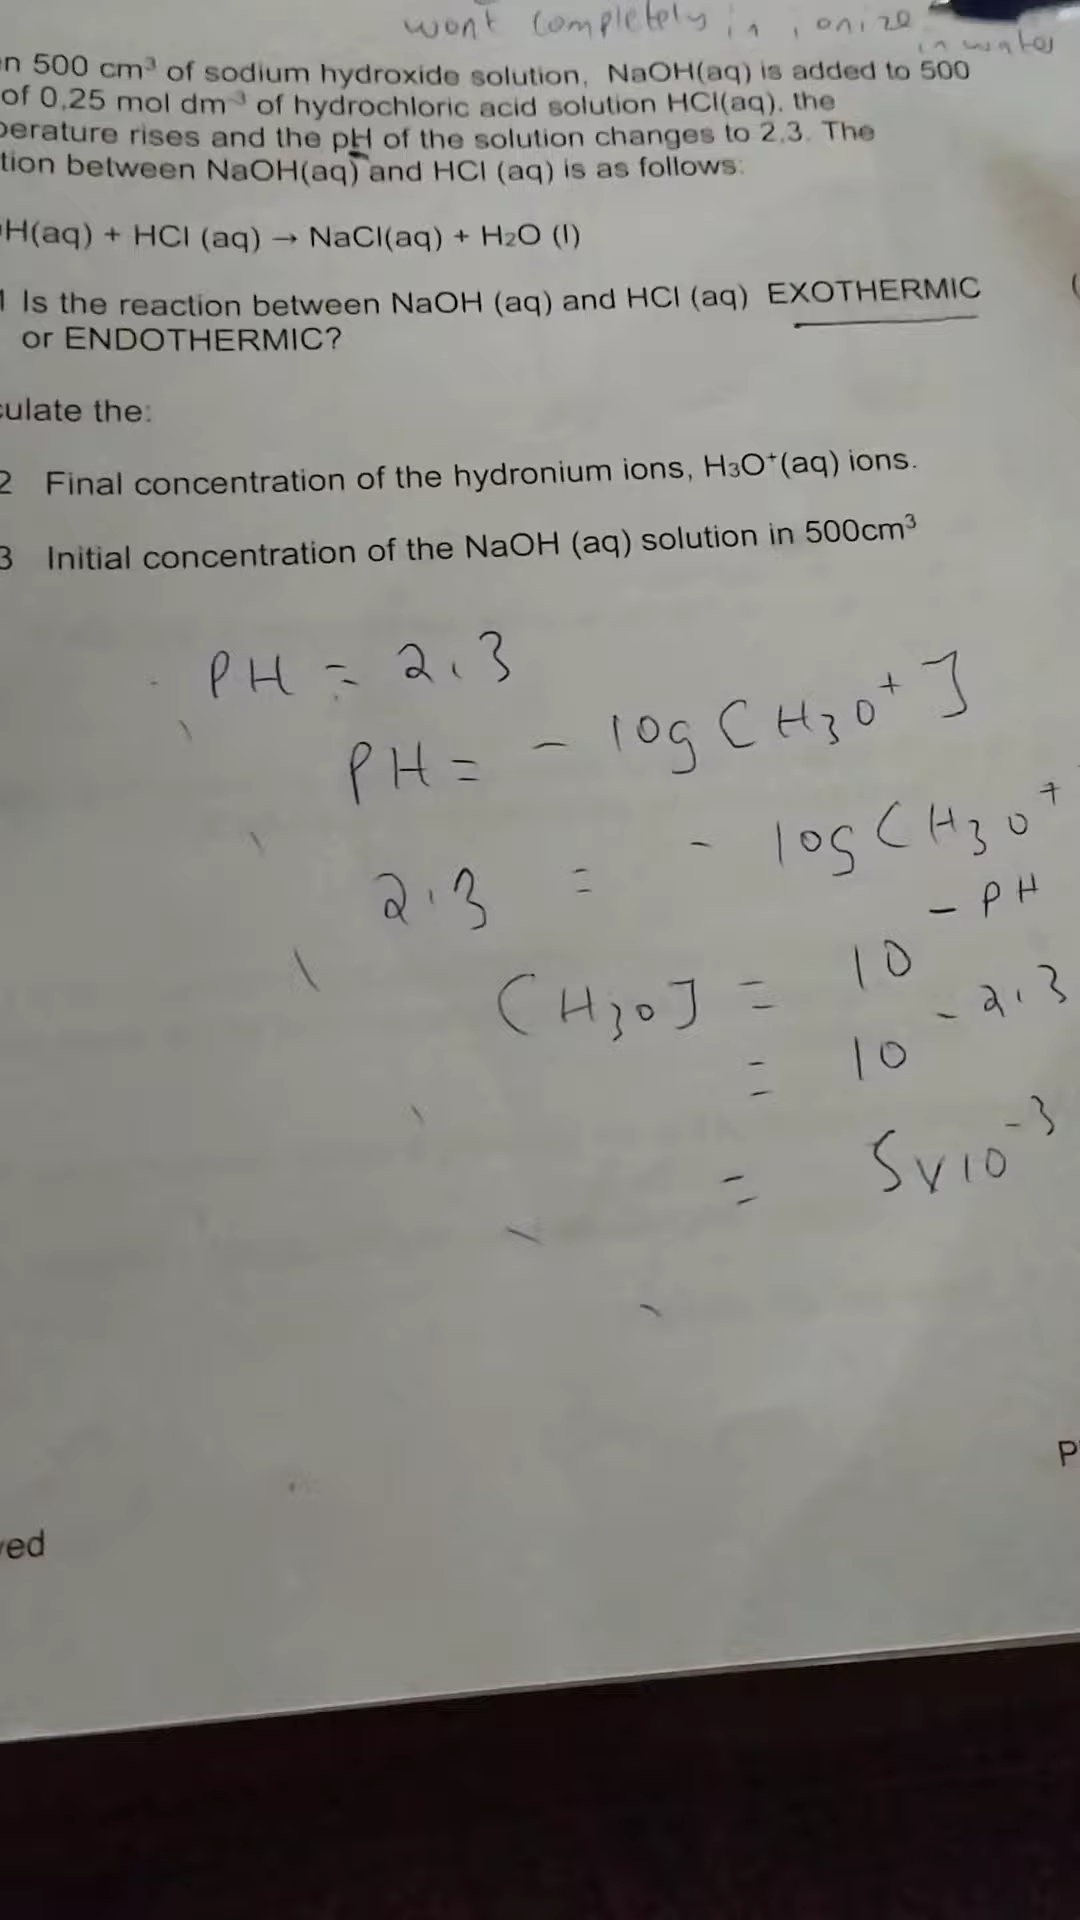 wont completely in ionize
in water
n 500 cm³ of sodium hydroxide solution, NaOH(aq) is added to 500
of 0,25 mol dm⁻³ of hydrochloric acid solution HCl(aq), the
perature rises and the pH of the solution changes to 2,3. The
tion between NaOH(aq) and HCl (aq) is as follows:
H(aq) + HCl (aq) → NaCl(aq) + H₂O (l)
1 Is the reaction between NaOH (aq) and HCl (aq) EXOTHERMIC (
or ENDOTHERMIC?
culate the:
2 Final concentration of the hydronium ions, H₃O⁺(aq) ions.
3 Initial concentration of the NaOH (aq) solution in 500cm³
PH = 2,3
PH = - log [H₃O⁺]
2,3 = - log [H₃O⁺
[H₃O] = 10⁻ᴾᴴ
= 10⁻²,³
= 5x10⁻³
P
ved